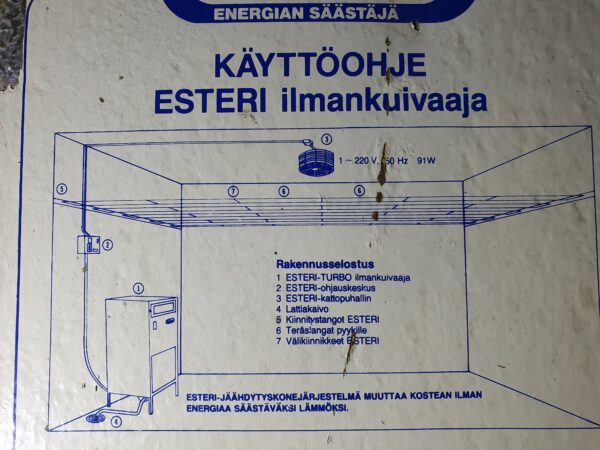 ENERGIAN SÄÄSTÄJÄ
KÄYTTÖOHJE
ESTERI ilmankuivaaja
3
1 ~ 220 V, 50 Hz 91W
5
7
6
6
2
Rakennusselostus
1 ESTERI-TURBO ilmankuivaaja
2 ESTERI-ohjauskeskus
3 ESTERI-kattopuhallin
4 Lattiakaivo
5 Kiinnitystangot ESTERI
6 Teräslangat pyykille
7 Välikiinnikkeet ESTERI
1
ESTERI-JÄÄHDYTYSKONEJÄRJESTELMÄ MUUTTAA KOSTEAN ILMAN
ENERGIAA SÄÄSTÄVÄKSI LÄMMÖKSI.
4